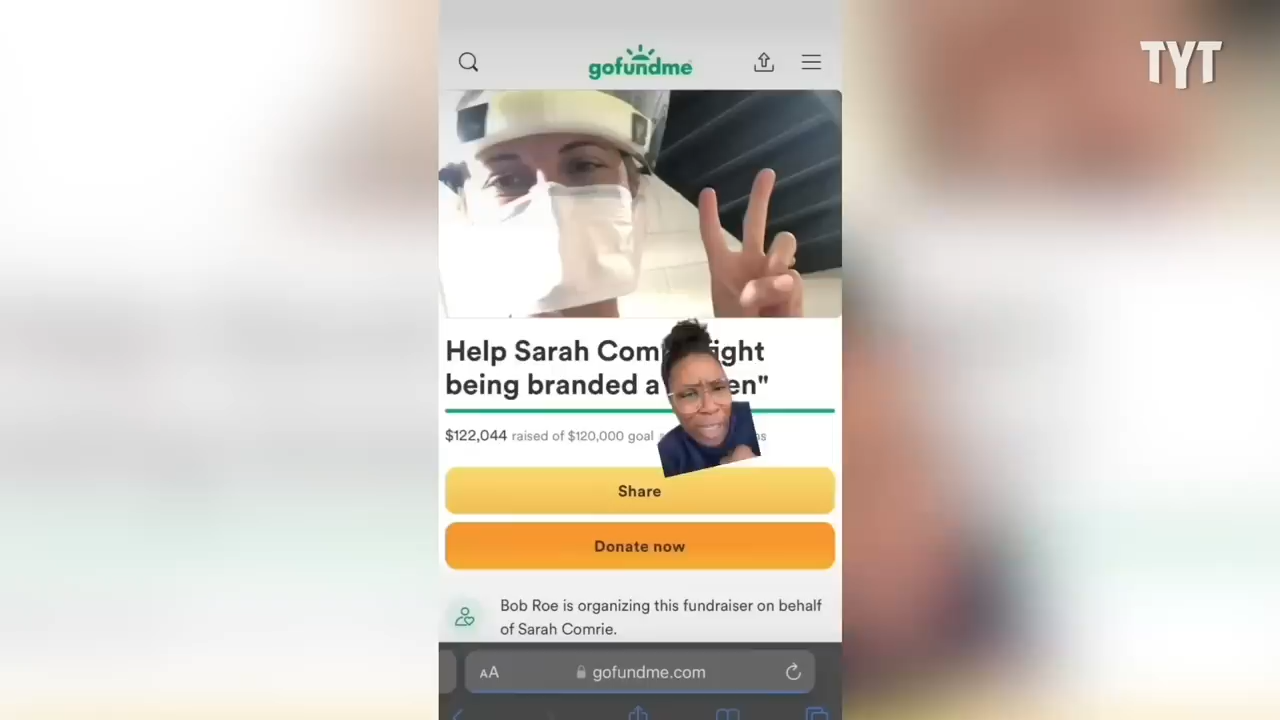 TYT
gofundme
Help Sarah Com ight
being branded a en"
$122,044 raised of $120,000 goal
Share
Donate now
Bob Roe is organizing this fundraiser on behalf
of Sarah Comrie.
AA gofundme.com